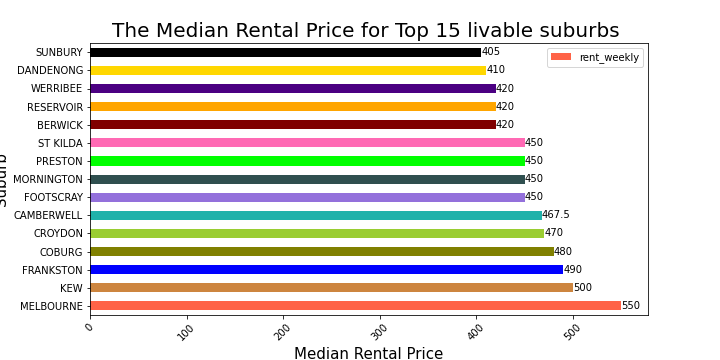 The Median Rental Price for Top 15 livable suburbs
rent_weekly
Suburb
SUNBURY 405
DANDENONG 410
WERRIBEE 420
RESERVOIR 420
BERWICK 420
ST KILDA 450
PRESTON 450
MORNINGTON 450
FOOTSCRAY 450
CAMBERWELL 467.5
CROYDON 470
COBURG 480
FRANKSTON 490
KEW 500
MELBOURNE 550
0 100 200 300 400 500
Median Rental Price